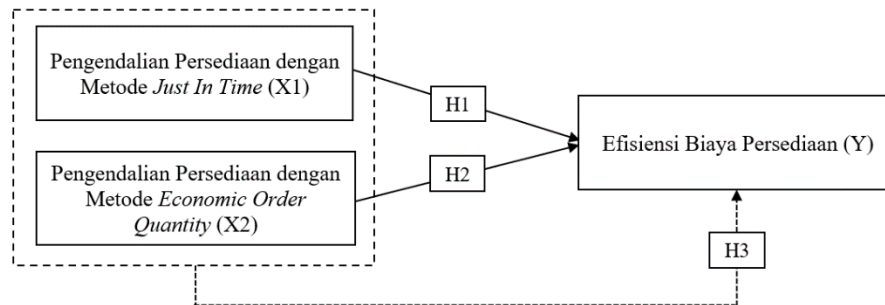 Pengendalian Persediaan dengan
Metode Just In Time (X1)
H1
Efisiensi Biaya Persediaan (Y)
Pengendalian Persediaan dengan
Metode Economic Order
Quantity (X2)
H2
H3